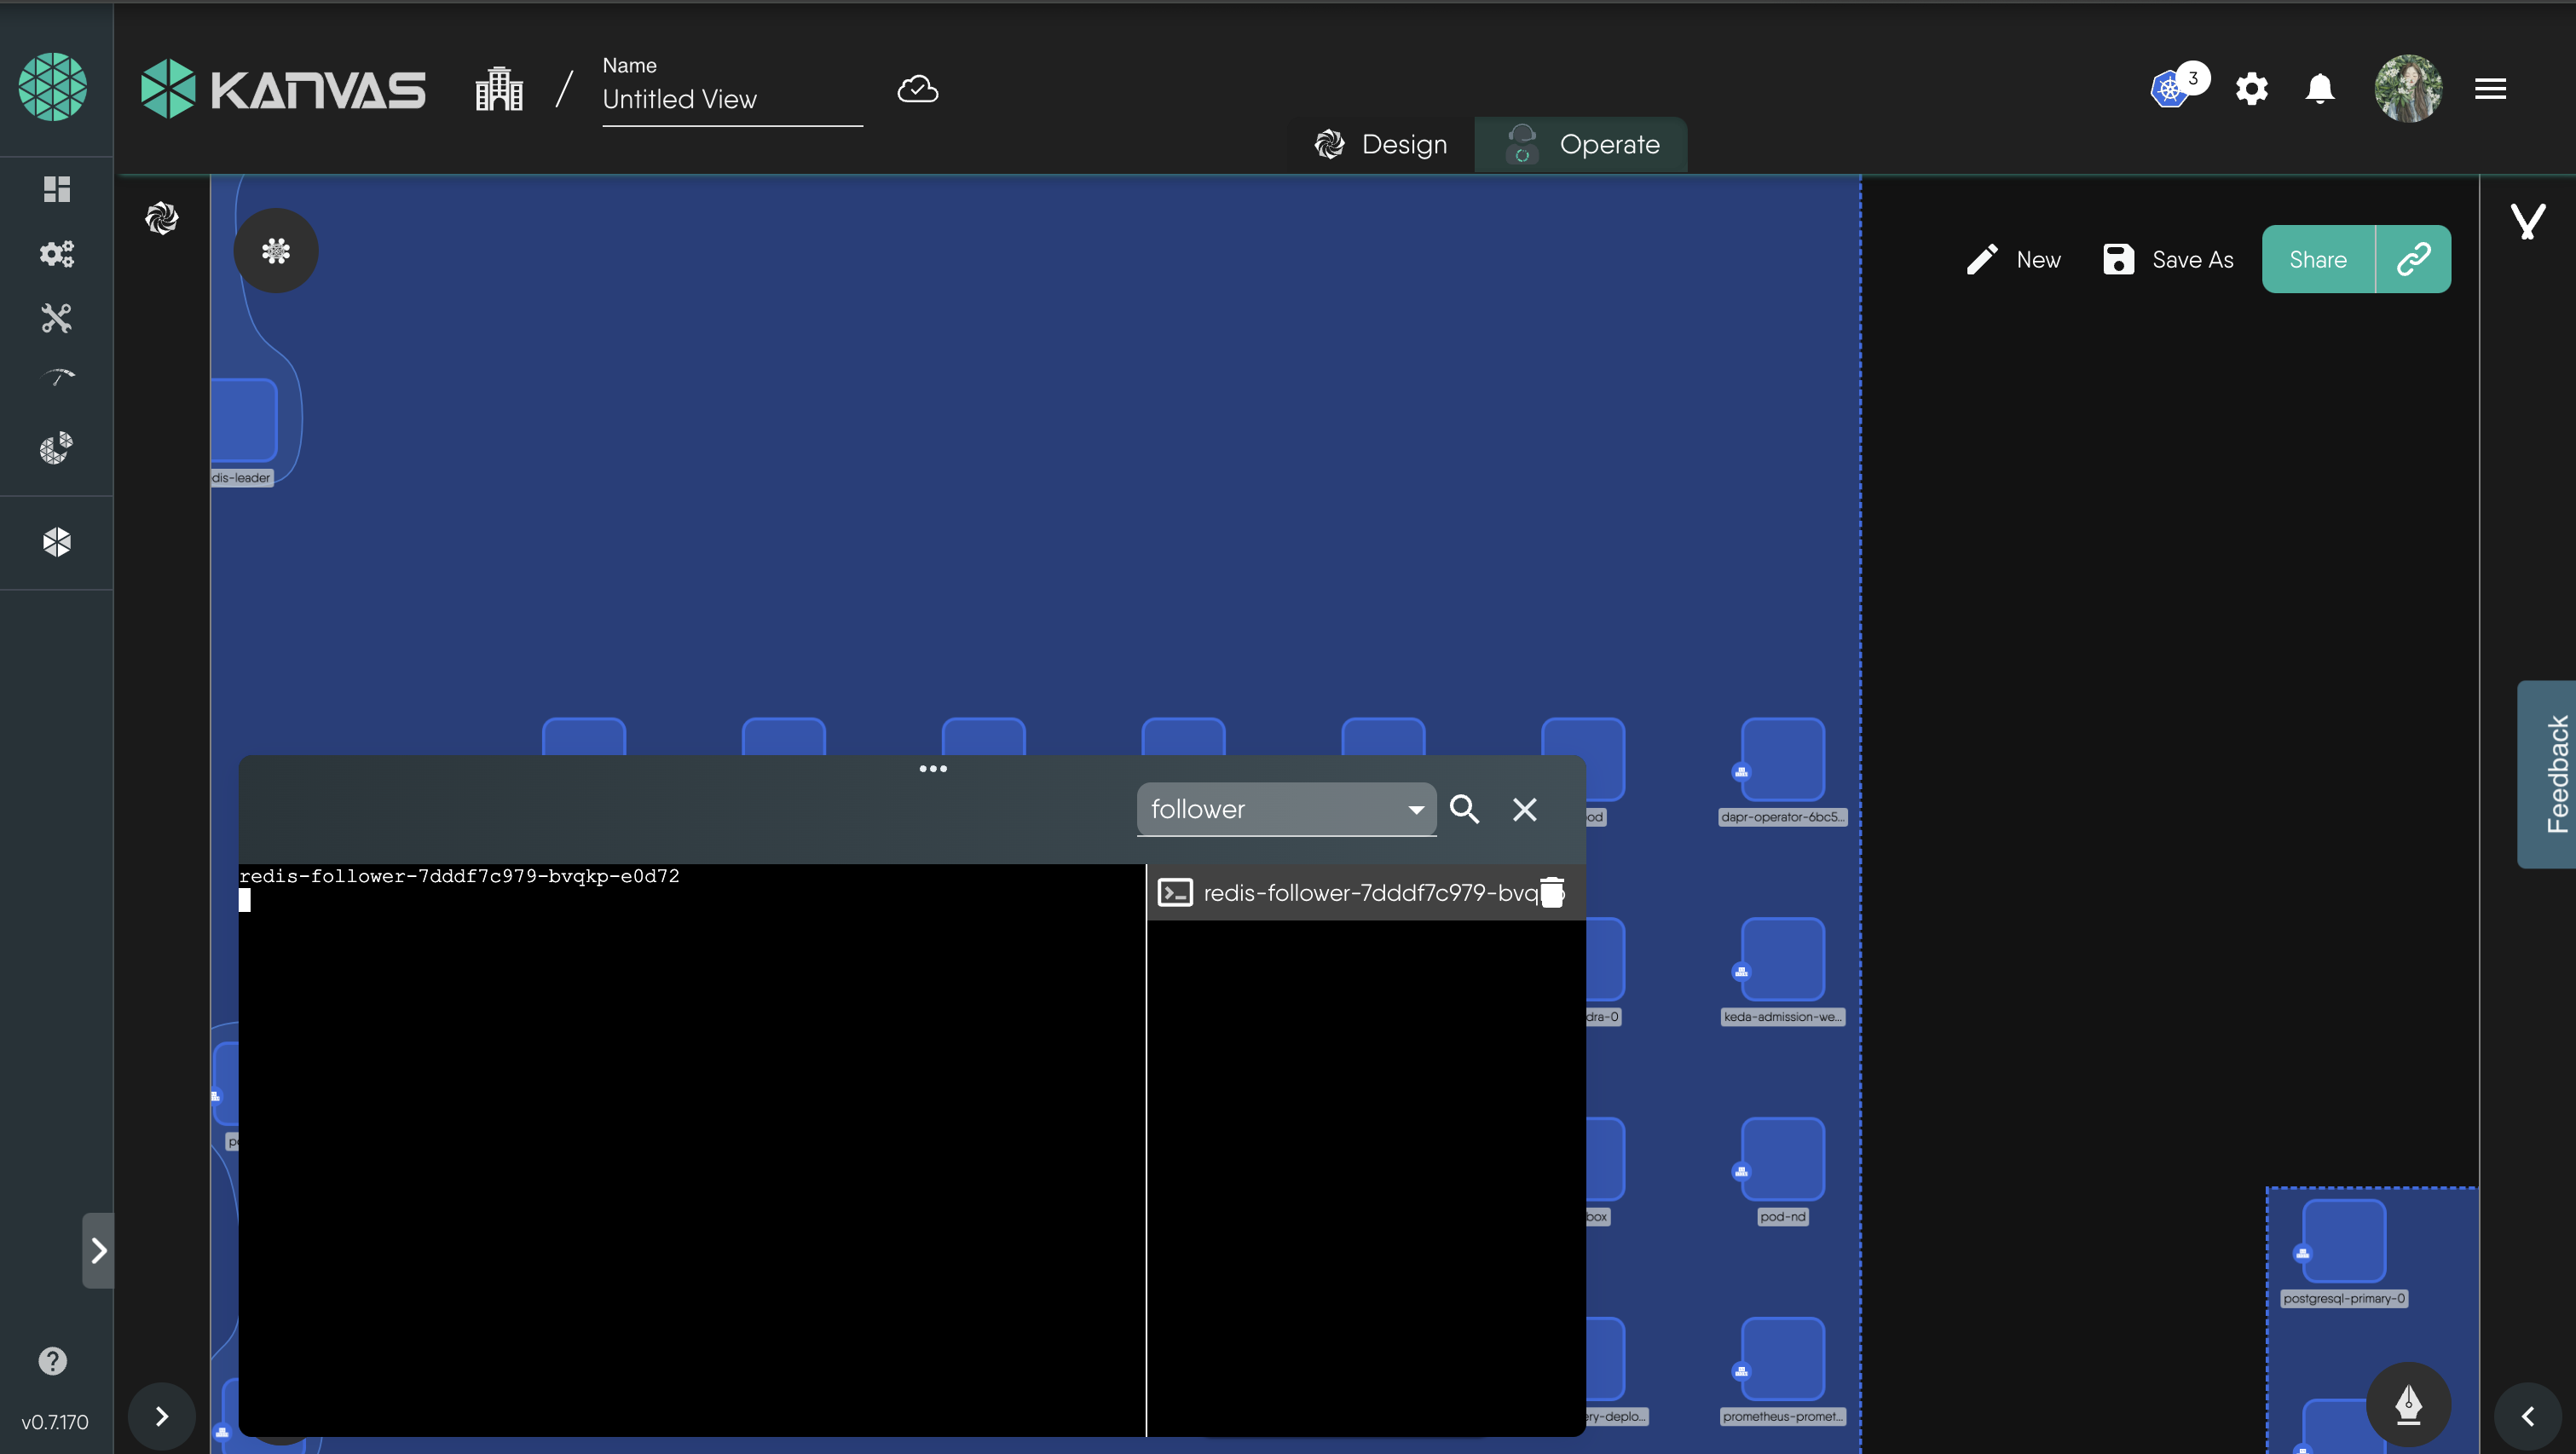 KANVAS
Name
Untitled View
3
Design
Operate
New
Save As
Share
dis-leader
od
dapr-operator-6bc5...
follower
redis-follower-7dddf7c979-bvqkp-e0d72
redis-follower-7dddf7c979-bvq
dra-0
keda-admission-we...
box
pod-nd
postgresql-primary-0
ery-deplo...
prometheus-promet...
Feedback
v0.7.170